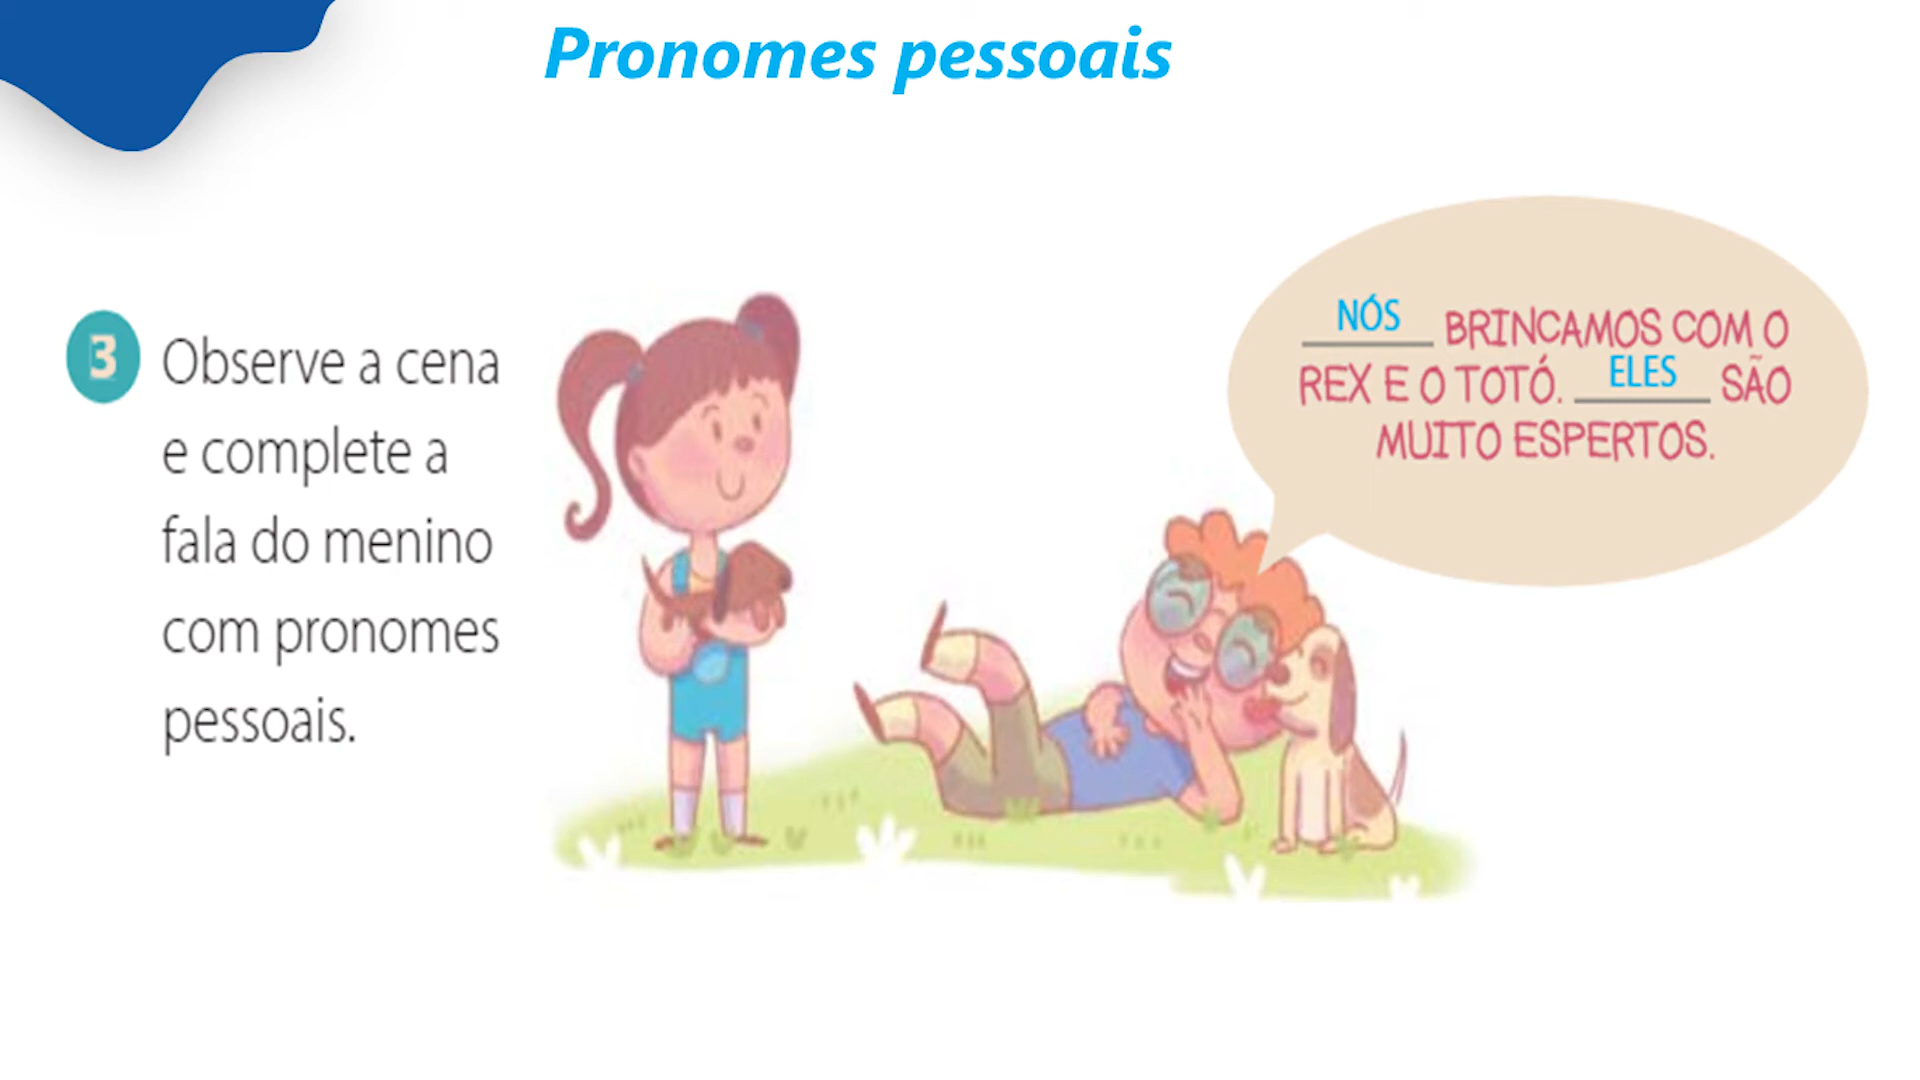 Pronomes pessoais
3 Observe a cena
e complete a
fala do menino
com pronomes
pessoais.
NÓS BRINCAMOS COM O
REX E O TOTÓ. ELES SÃO
MUITO ESPERTOS.